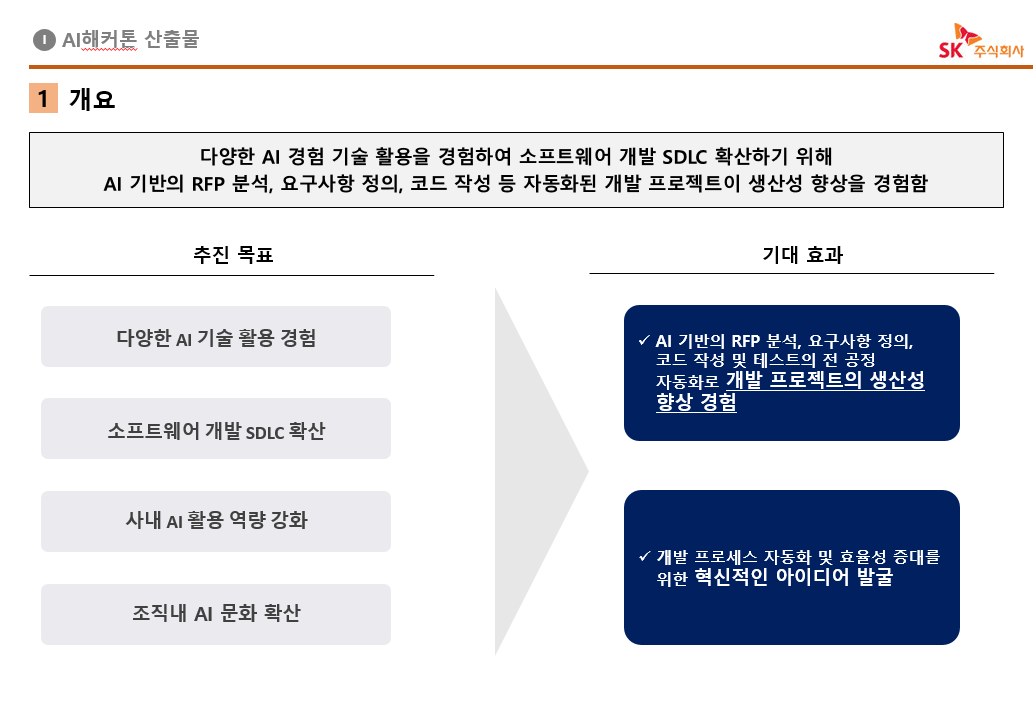 I AI해커톤 산출물
SK 주식회사
1 개요
다양한 AI 경험 기술 활용을 경험하여 소프트웨어 개발 SDLC 확산하기 위해
AI 기반의 RFP 분석, 요구사항 정의, 코드 작성 등 자동화된 개발 프로젝트이 생산성 향상을 경험함
추진 목표
다양한 AI 기술 활용 경험
소프트웨어 개발 SDLC 확산
사내 AI 활용 역량 강화
조직내 AI 문화 확산
기대 효과
✓ AI 기반의 RFP 분석, 요구사항 정의,
코드 작성 및 테스트의 전 공정
자동화로 개발 프로젝트의 생산성
향상 경험
✓ 개발 프로세스 자동화 및 효율성 증대를
위한 혁신적인 아이디어 발굴